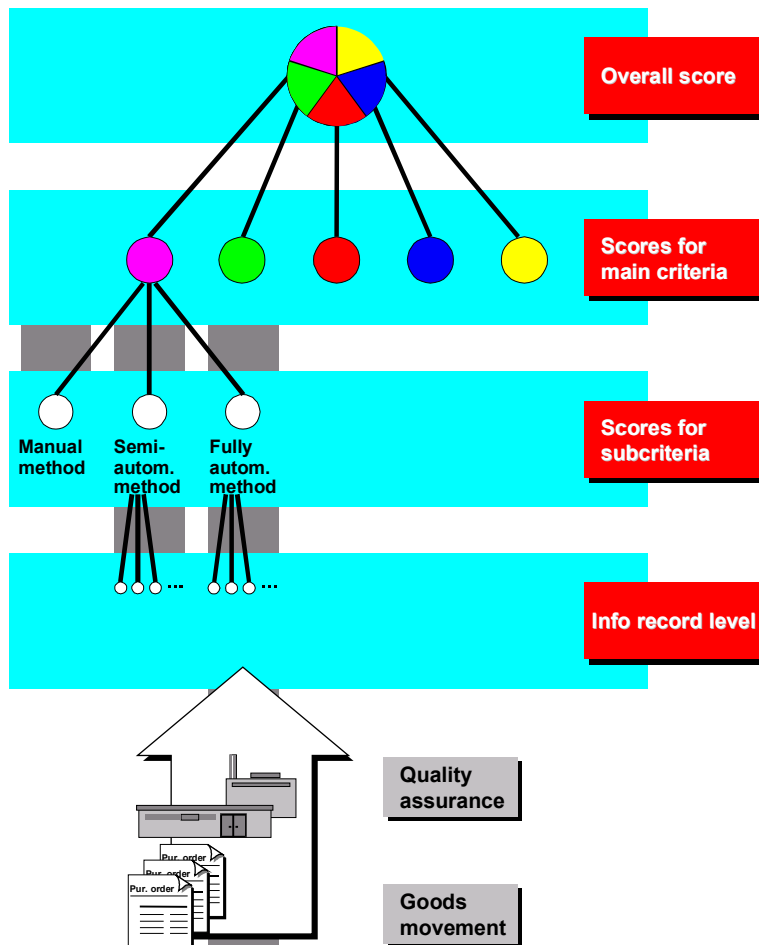 Overall score
Scores for
main criteria
Scores for
subcriteria
Manual
method
Semi-
autom.
method
Fully
autom.
method
...
...
Info record level
Quality
assurance
Pur. order
Pur. order
Pur. order
Goods
movement